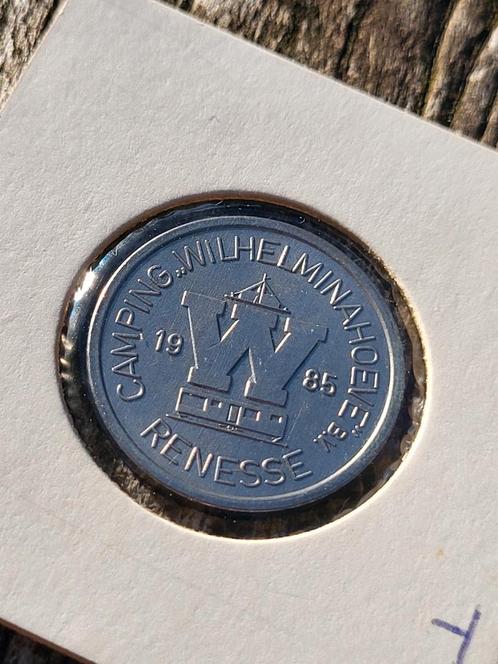 CAMPING „WILHELMINAHOEVE” B.V.
19 W 85
RENESSE